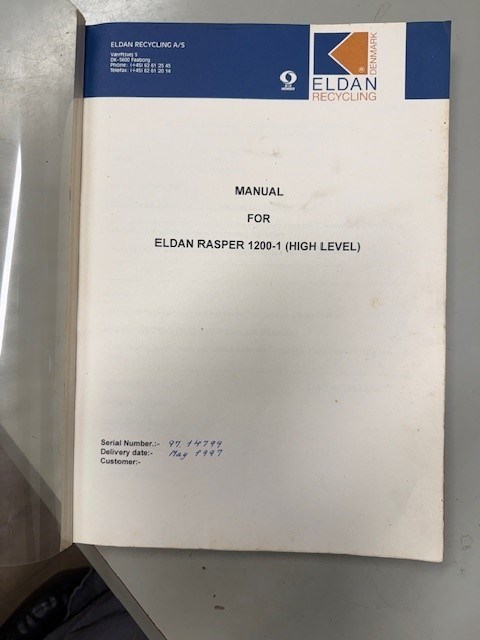 ELDAN RECYCLING A/S
Værftsvej 5
DK-5600 Faaborg
Phone: (+45) 62 61 25 45
Telefax: (+45) 62 61 20 14
DENMARK
ELDAN
RECYCLING
MANUAL
FOR
ELDAN RASPER 1200-1 (HIGH LEVEL)
Serial Number.:- 97.14799
Delivery date:- May 1997
Customer:-